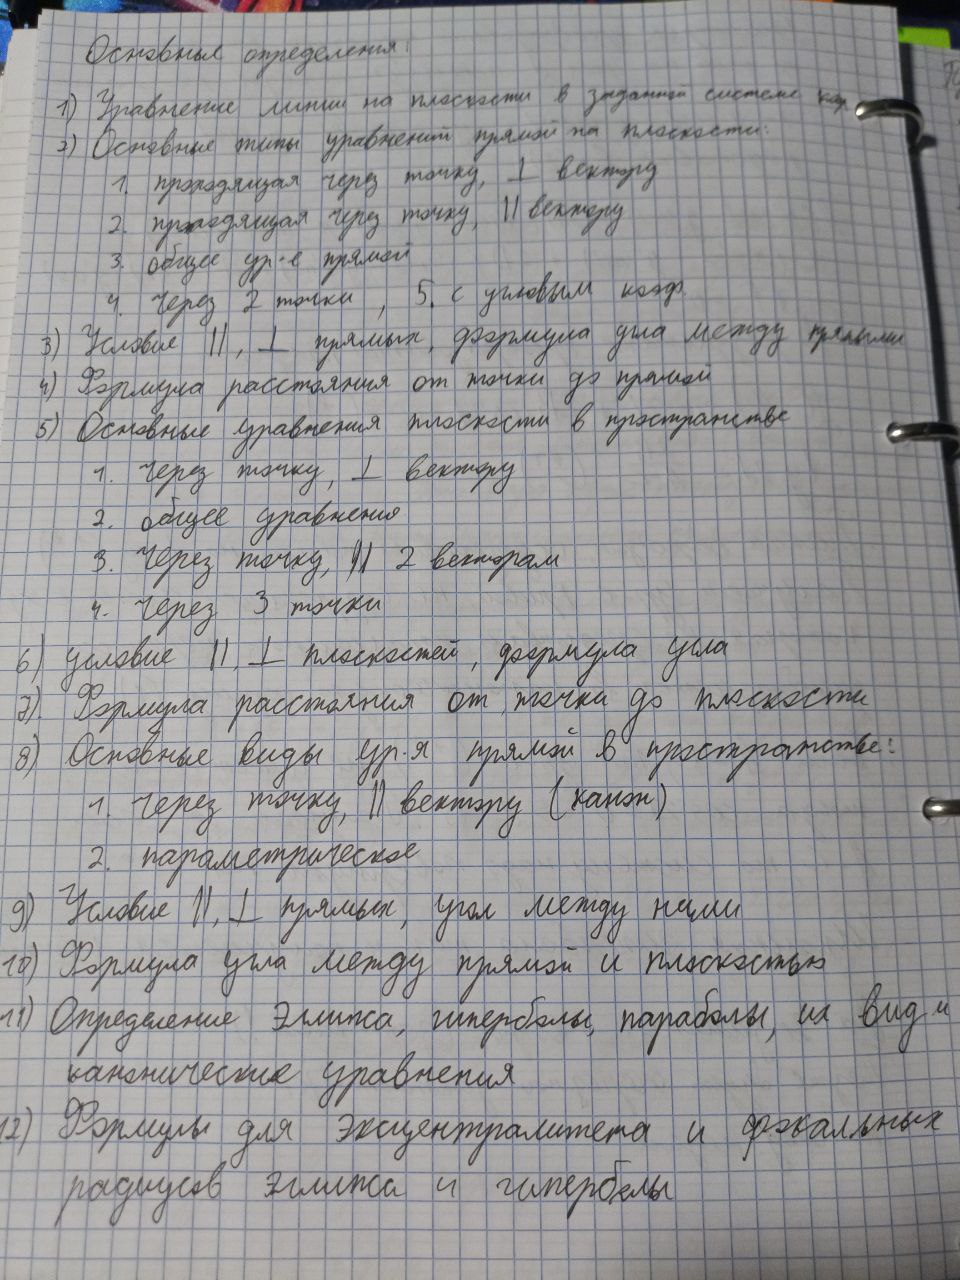 Основные определения:
1) Уравнение линии на плоскости в заданной системе кор.
2) Основные типы уравнений прямой на плоскости:
1. проходящая через точку, ⊥ вектору
2. проходящая через точку, || вектору
3. общее ур-е прямой
4. через 2 точки, 5. с угловым коэф.
3) Условие ||, ⊥ прямых, формула угла между прямыми
4) Формула расстояния от точки до прямой
5) Основные уравнения плоскости в пространстве
1. через точку, ⊥ вектору
2. общее уравнения
3. Через точку, || 2 векторам
4. через 3 точки
6) условие ||, ⊥ плоскостей, формула угла
7) Формула расстояния от точки до плоскости
8) Основные виды ур-я прямой в пространстве:
1. через точку, || вектору (канон)
2. параметрическое
9) Условие ||, ⊥ прямых, угол между ними
10) Формула угла между прямой и плоскостью
11) Определение Эллипса, гиперболы, параболы, их вид и
канонические уравнения
12) Формулы для эксцентралитета и фокальных
радиусов эллипса и гиперболы